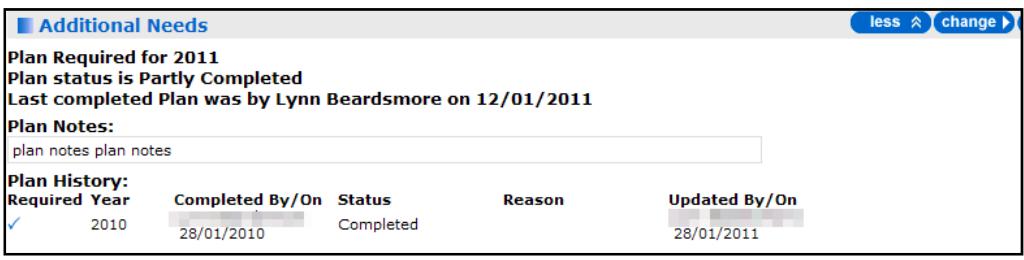 Additional Needs less change
Plan Required for 2011
Plan status is Partly Completed
Last completed Plan was by Lynn Beardsmore on 12/01/2011
Plan Notes:
plan notes plan notes
Plan History:
Required Year Completed By/On Status Reason Updated By/On
2010 Completed
28/01/2010 28/01/2011